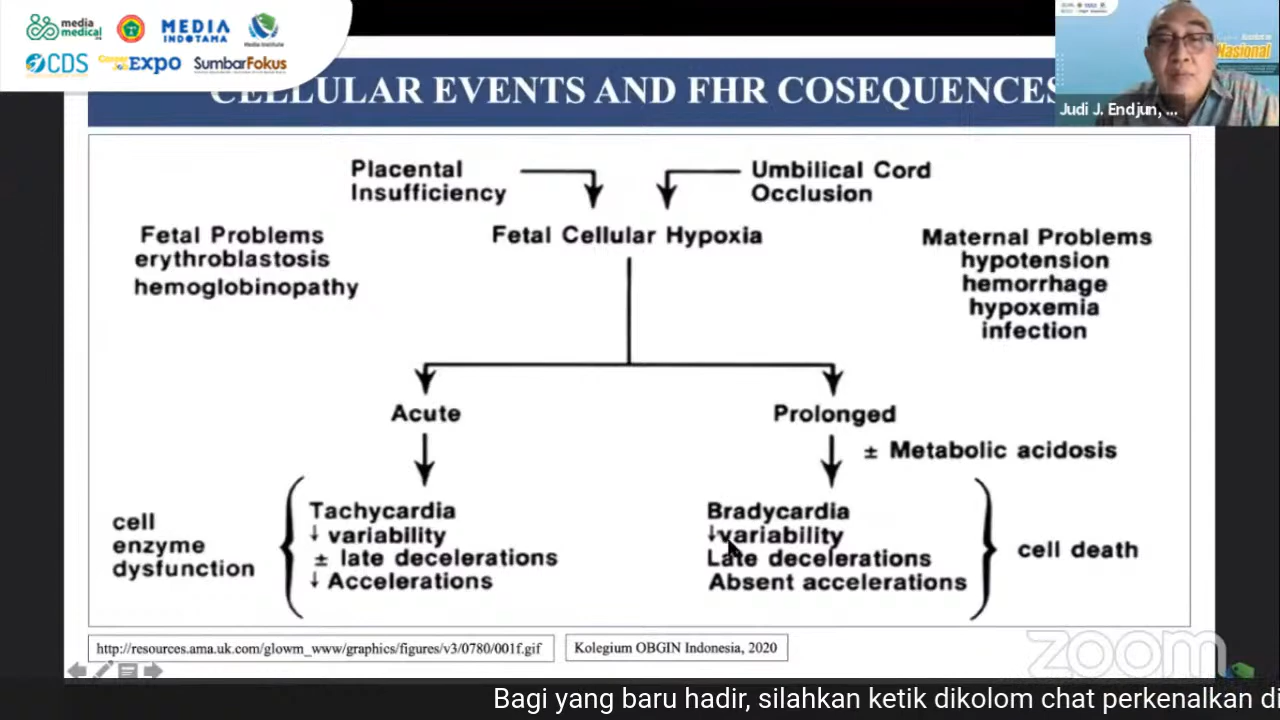 media
medical
MEDIA
INDOTAMA
Media Institute
CDS
Career
Expo
SumbarFokus
Nasional
Judi J. Endjun, ...
CELLULAR EVENTS AND FHR COSEQUENCES
Placental
Insufficiency
Umbilical Cord
Occlusion
Fetal Cellular Hypoxia
Fetal Problems
erythroblastosis
hemoglobinopathy
Maternal Problems
hypotension
hemorrhage
hypoxemia
infection
Acute
Prolonged
± Metabolic acidosis
cell
enzyme
dysfunction
Tachycardia
↓ variability
± late decelerations
↓ Accelerations
Bradycardia
↓variability
Late decelerations
Absent accelerations
cell death
http://resources.ama.uk.com/glowm_www/graphics/figures/v3/0780/001f.gif
Kolegium OBGIN Indonesia, 2020
zoom
Bagi yang baru hadir, silahkan ketik dikolom chat perkenalkan di